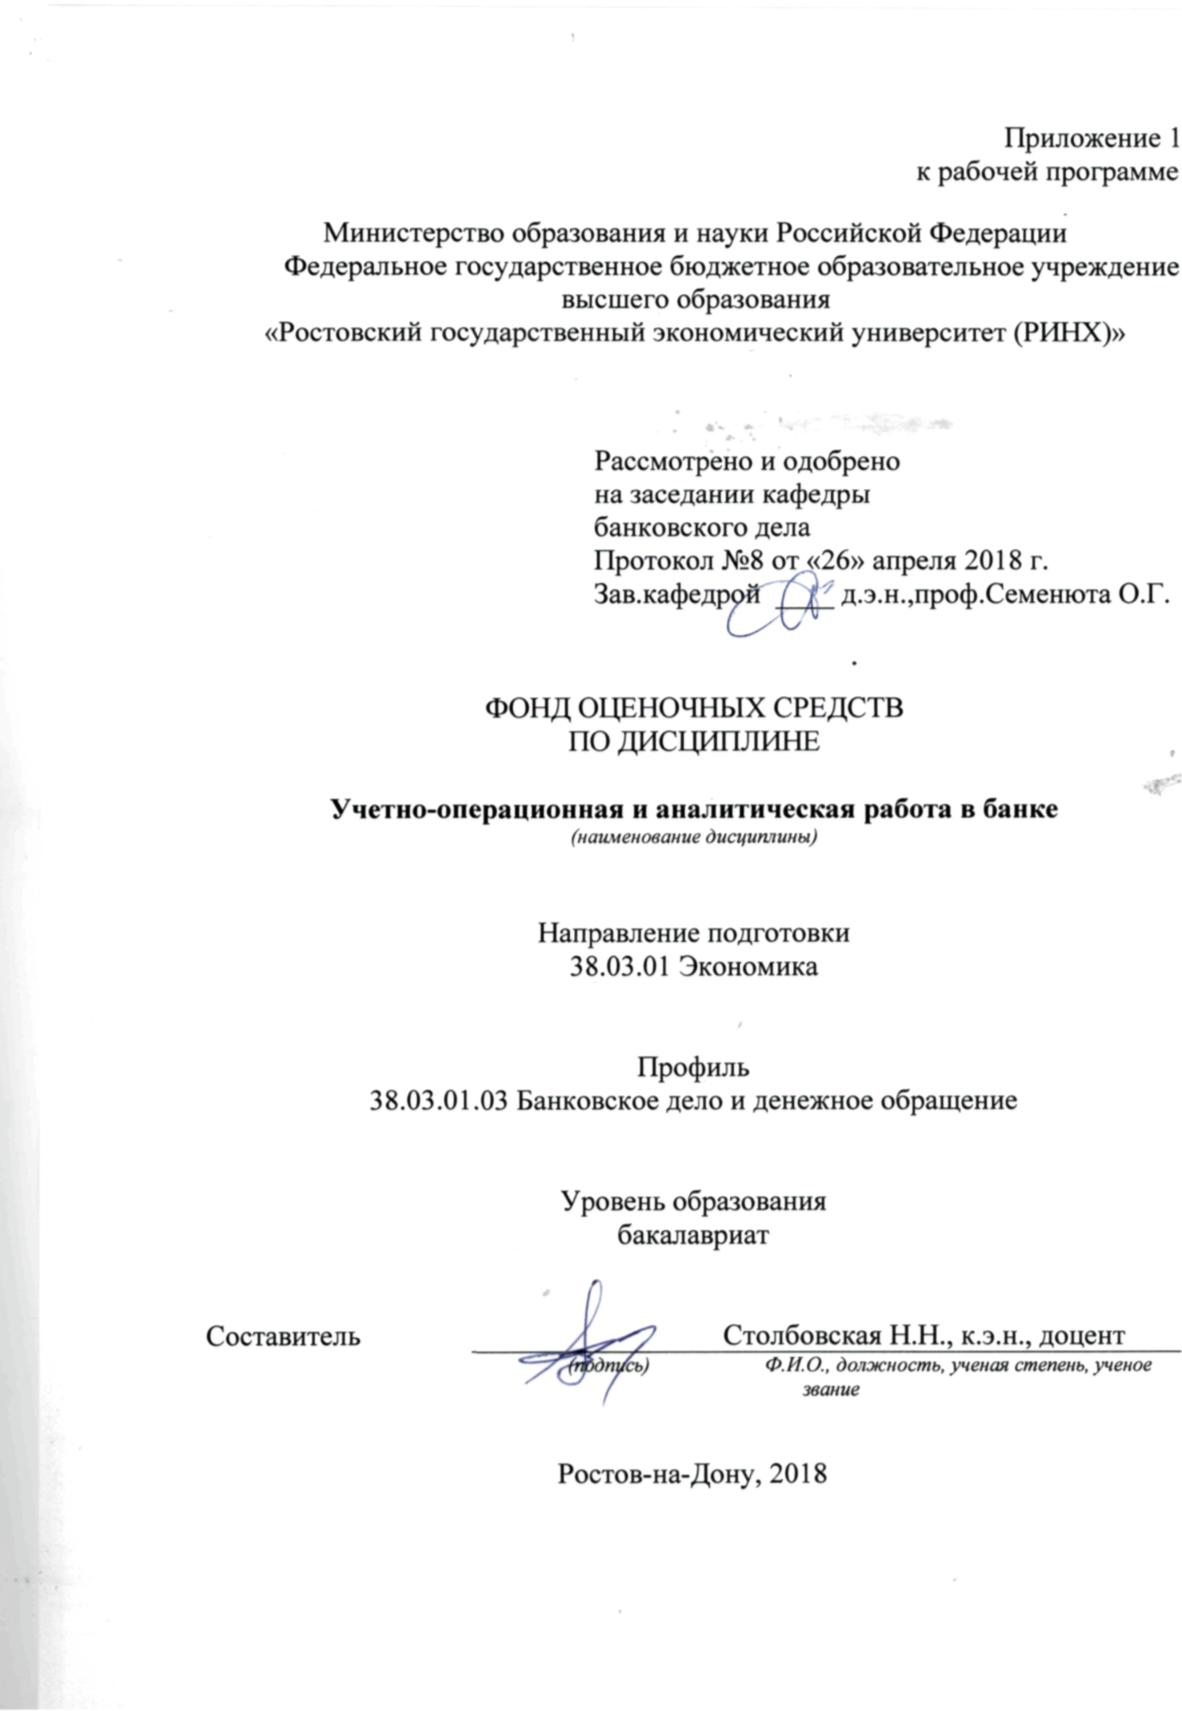 Приложение 1
к рабочей программе
Министерство образования и науки Российской Федерации
Федеральное государственное бюджетное образовательное учреждение
высшего образования
«Ростовский государственный экономический университет (РИНХ)»
Рассмотрено и одобрено
на заседании кафедры
банковского дела
Протокол №8 от «26» апреля 2018 г.
Зав.кафедрой ____ д.э.н.,проф.Семенюта О.Г.
ФОНД ОЦЕНОЧНЫХ СРЕДСТВ
ПО ДИСЦИПЛИНЕ
Учетно-операционная и аналитическая работа в банке
(наименование дисциплины)
Направление подготовки
38.03.01 Экономика
Профиль
38.03.01.03 Банковское дело и денежное обращение
Уровень образования
бакалавриат
Составитель Столбовская Н.Н., к.э.н., доцент
(подпись) Ф.И.О., должность, ученая степень, ученое
звание
Ростов-на-Дону, 2018